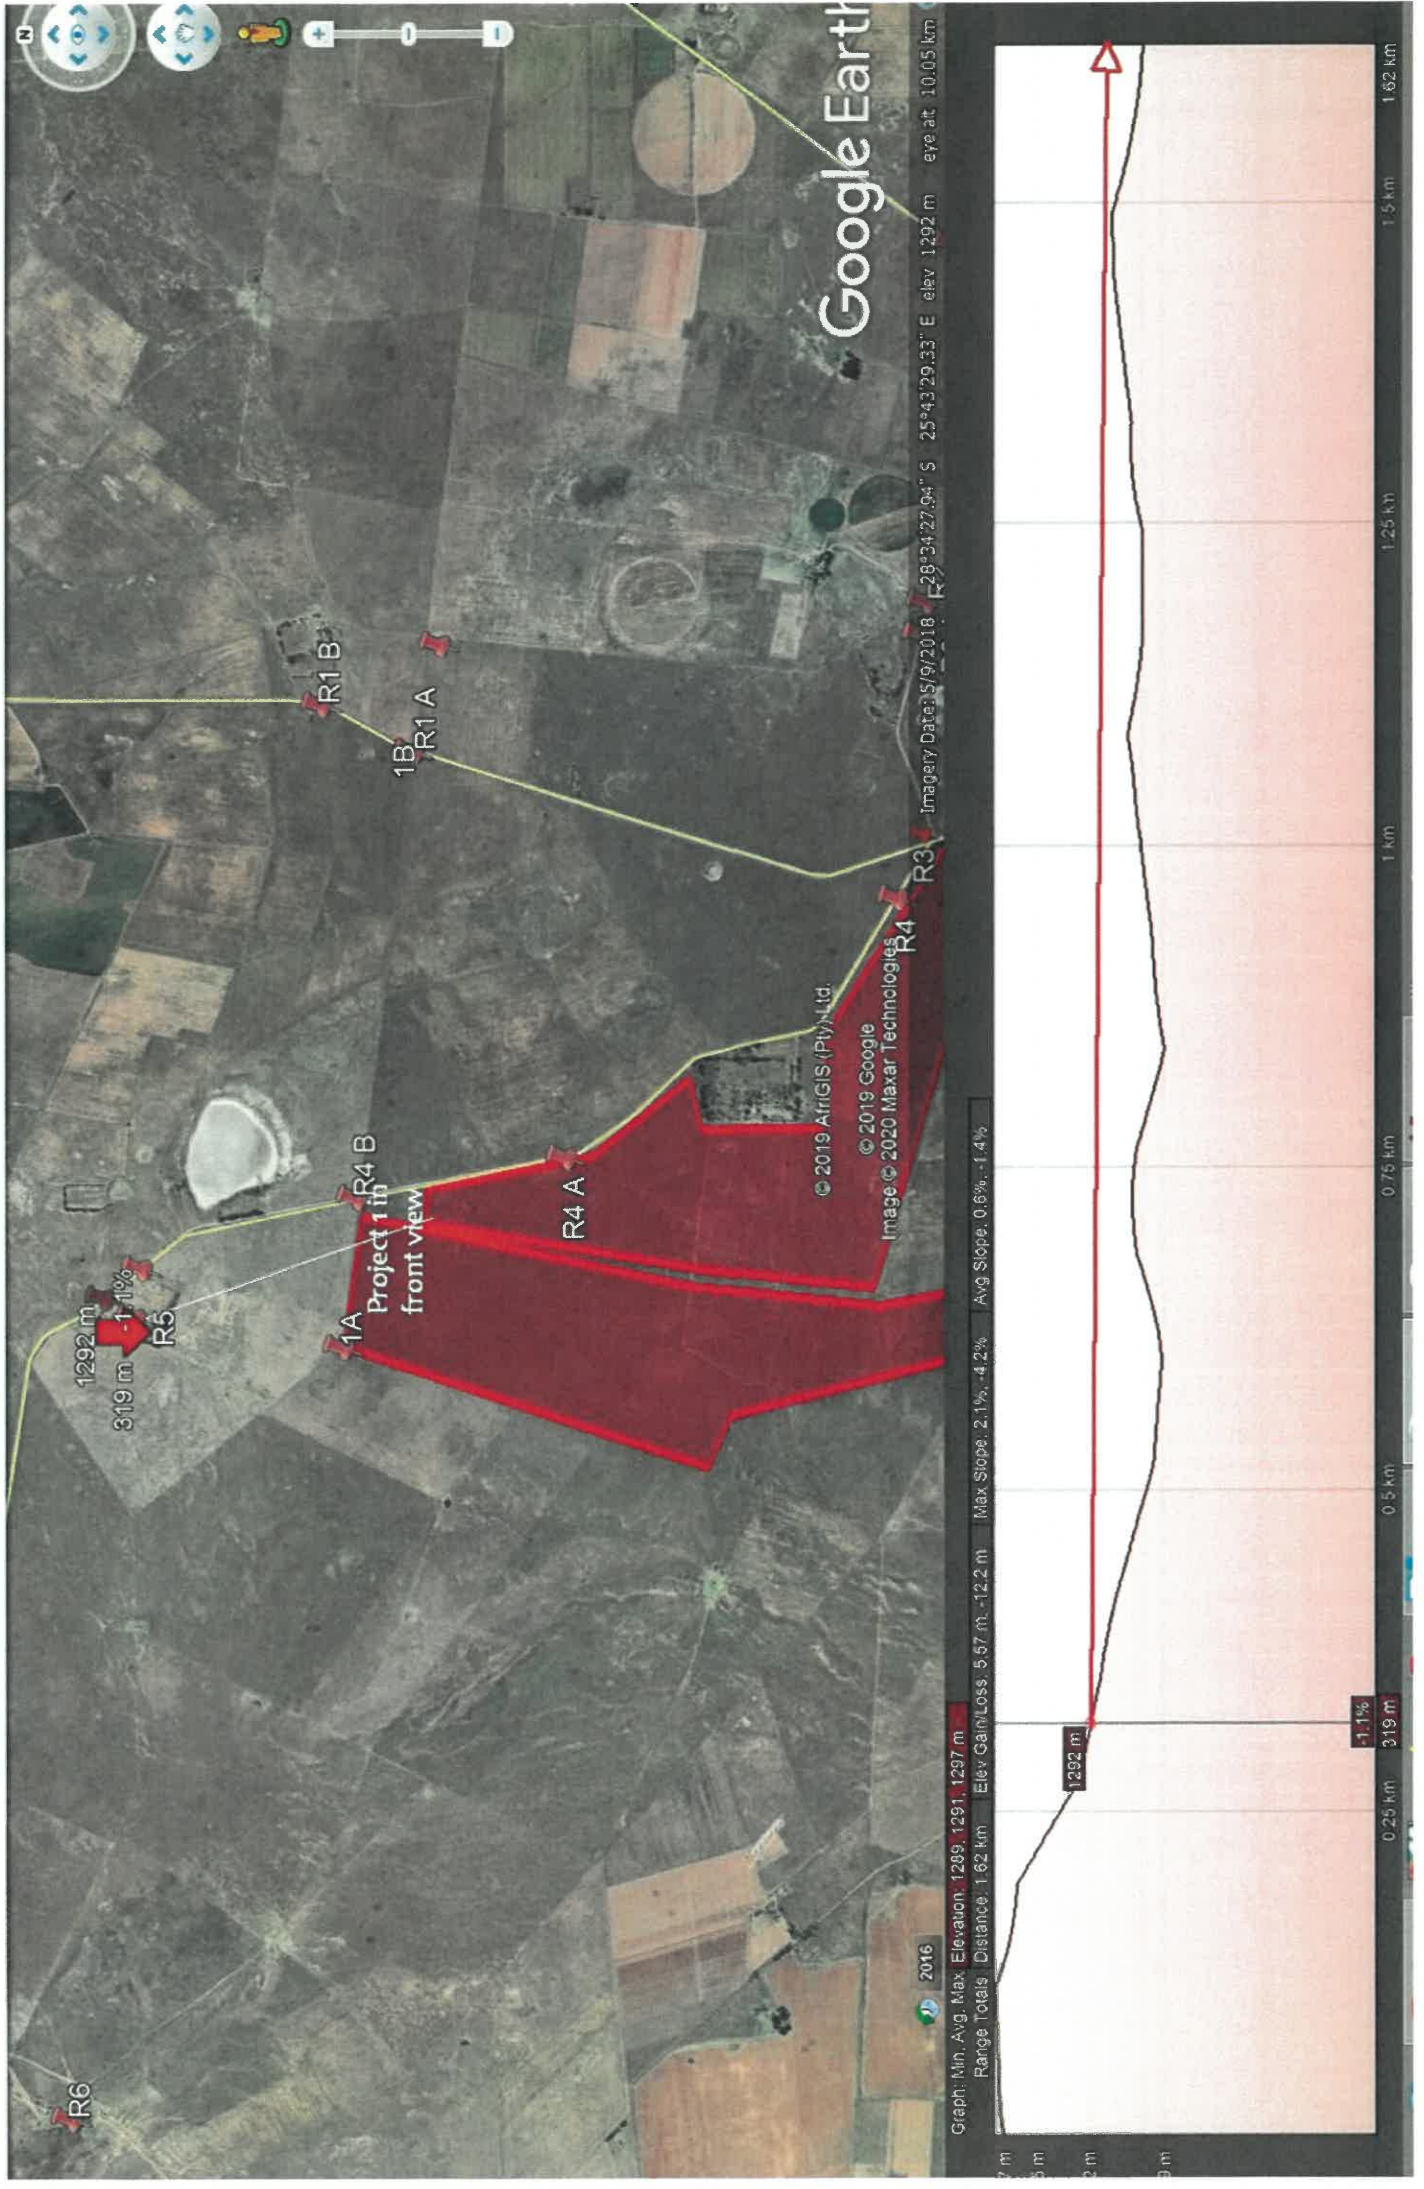 N
R6
1292 m
-1.1%
319 m
R5
R1 B
1B
R1 A
R4 B
1A
Project 1 in
front view
R4 A
© 2019 AfriGIS (Pty) Ltd.
© 2019 Google
Image © 2020 Maxar Technologies
R4
R3
Google Earth
2016
Imagery Date: 5/9/2018 28°34'27.94" S 25°43'29.33" E elev 1292 m eye alt 10.05 km
Graph: Min, Avg, Max Elevation: 1289, 1291, 1297 m
Range Totals: Distance: 1.62 km Elev Gain/Loss: 5.57 m, -12.2 m Max Slope: 2.1%, -4.2% Avg Slope: 0.6%, -1.4%
1292 m
-1.1%
0.25 km 319 m 0.5 km 0.75 km 1 km 1.25 km 1.5 km 1.62 km